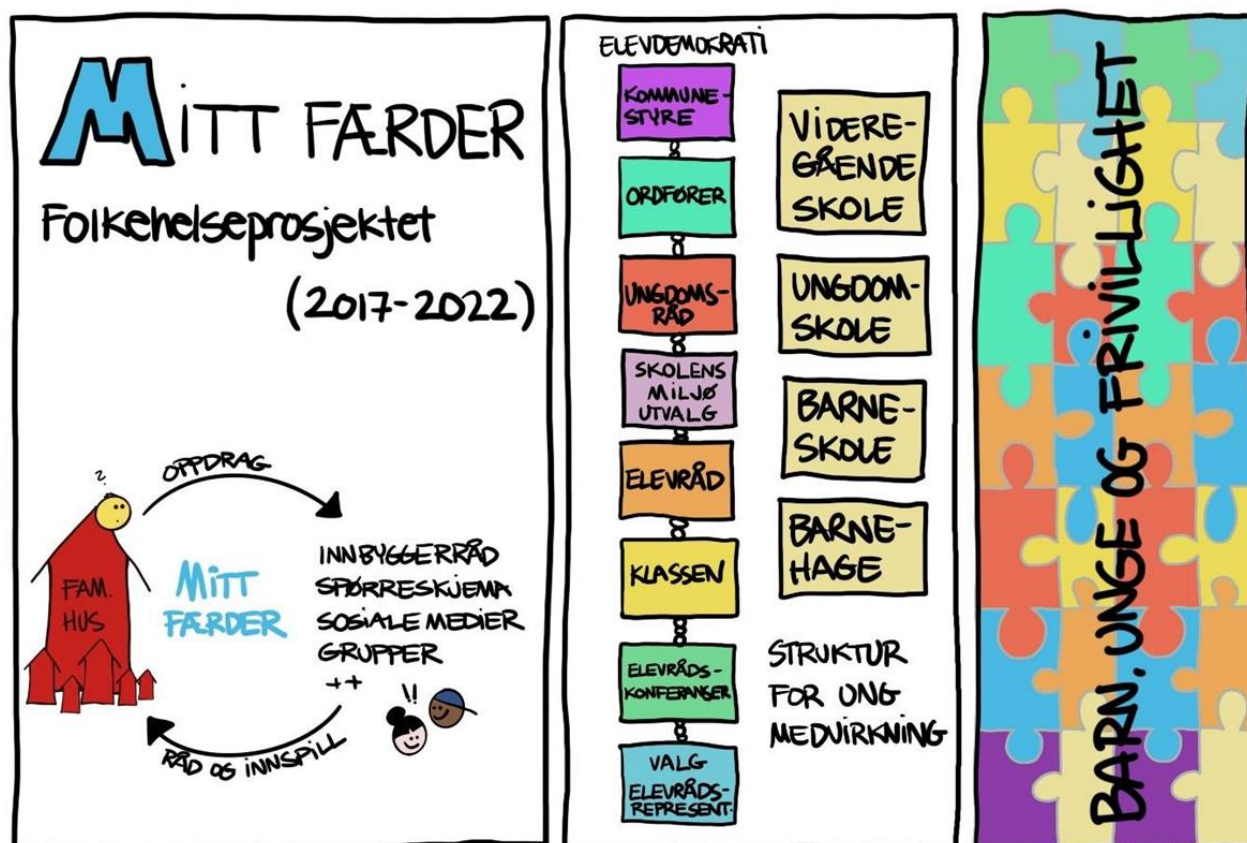 MITT FÆRDER
Folkehelseprosjektet
(2017-2022)
?
OPPDRAG
FAM.
HUS
MITT
FÆRDER
INNBYGGERRÅD
SPØRRESKJEMA
SOSIALE MEDIER
GRUPPER
++
!!
RÅD OG INNSPILL
ELEVDEMOKRATI
KOMMUNE-
STYRE
ORDFØRER
UNGDOMS-
RÅD
SKOLENS
MILJØ
UTVALG
ELEVRÅD
KLASSEN
ELEVRÅDS-
KONFERANSER
VALG
ELEVRÅDS-
REPRESENT.
VIDERE-
GÅENDE
SKOLE
UNGDOM-
SKOLE
BARNE-
SKOLE
BARNE-
HAGE
STRUKTUR
FOR UNG
MEDVIRKNING
BARN, UNGE OG FRIVILLIGHET